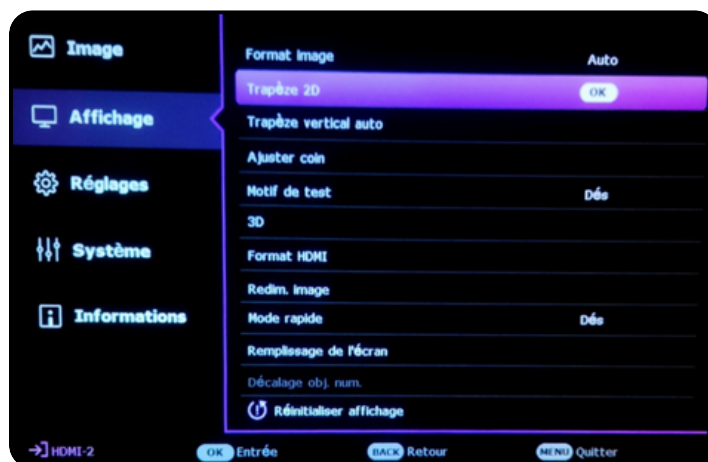 Image
Affichage
Réglages
Système
Informations
Format image Auto
Trapèze 2D OK
Trapèze vertical auto
Ajuster coin
Motif de test Dés
3D
Format HDMI
Redim. image
Mode rapide Dés
Remplissage de l'écran
Décalage obj. num.
Réinitialiser affichage
HDMI-2 OK Entrée BACK Retour MENU Quitter